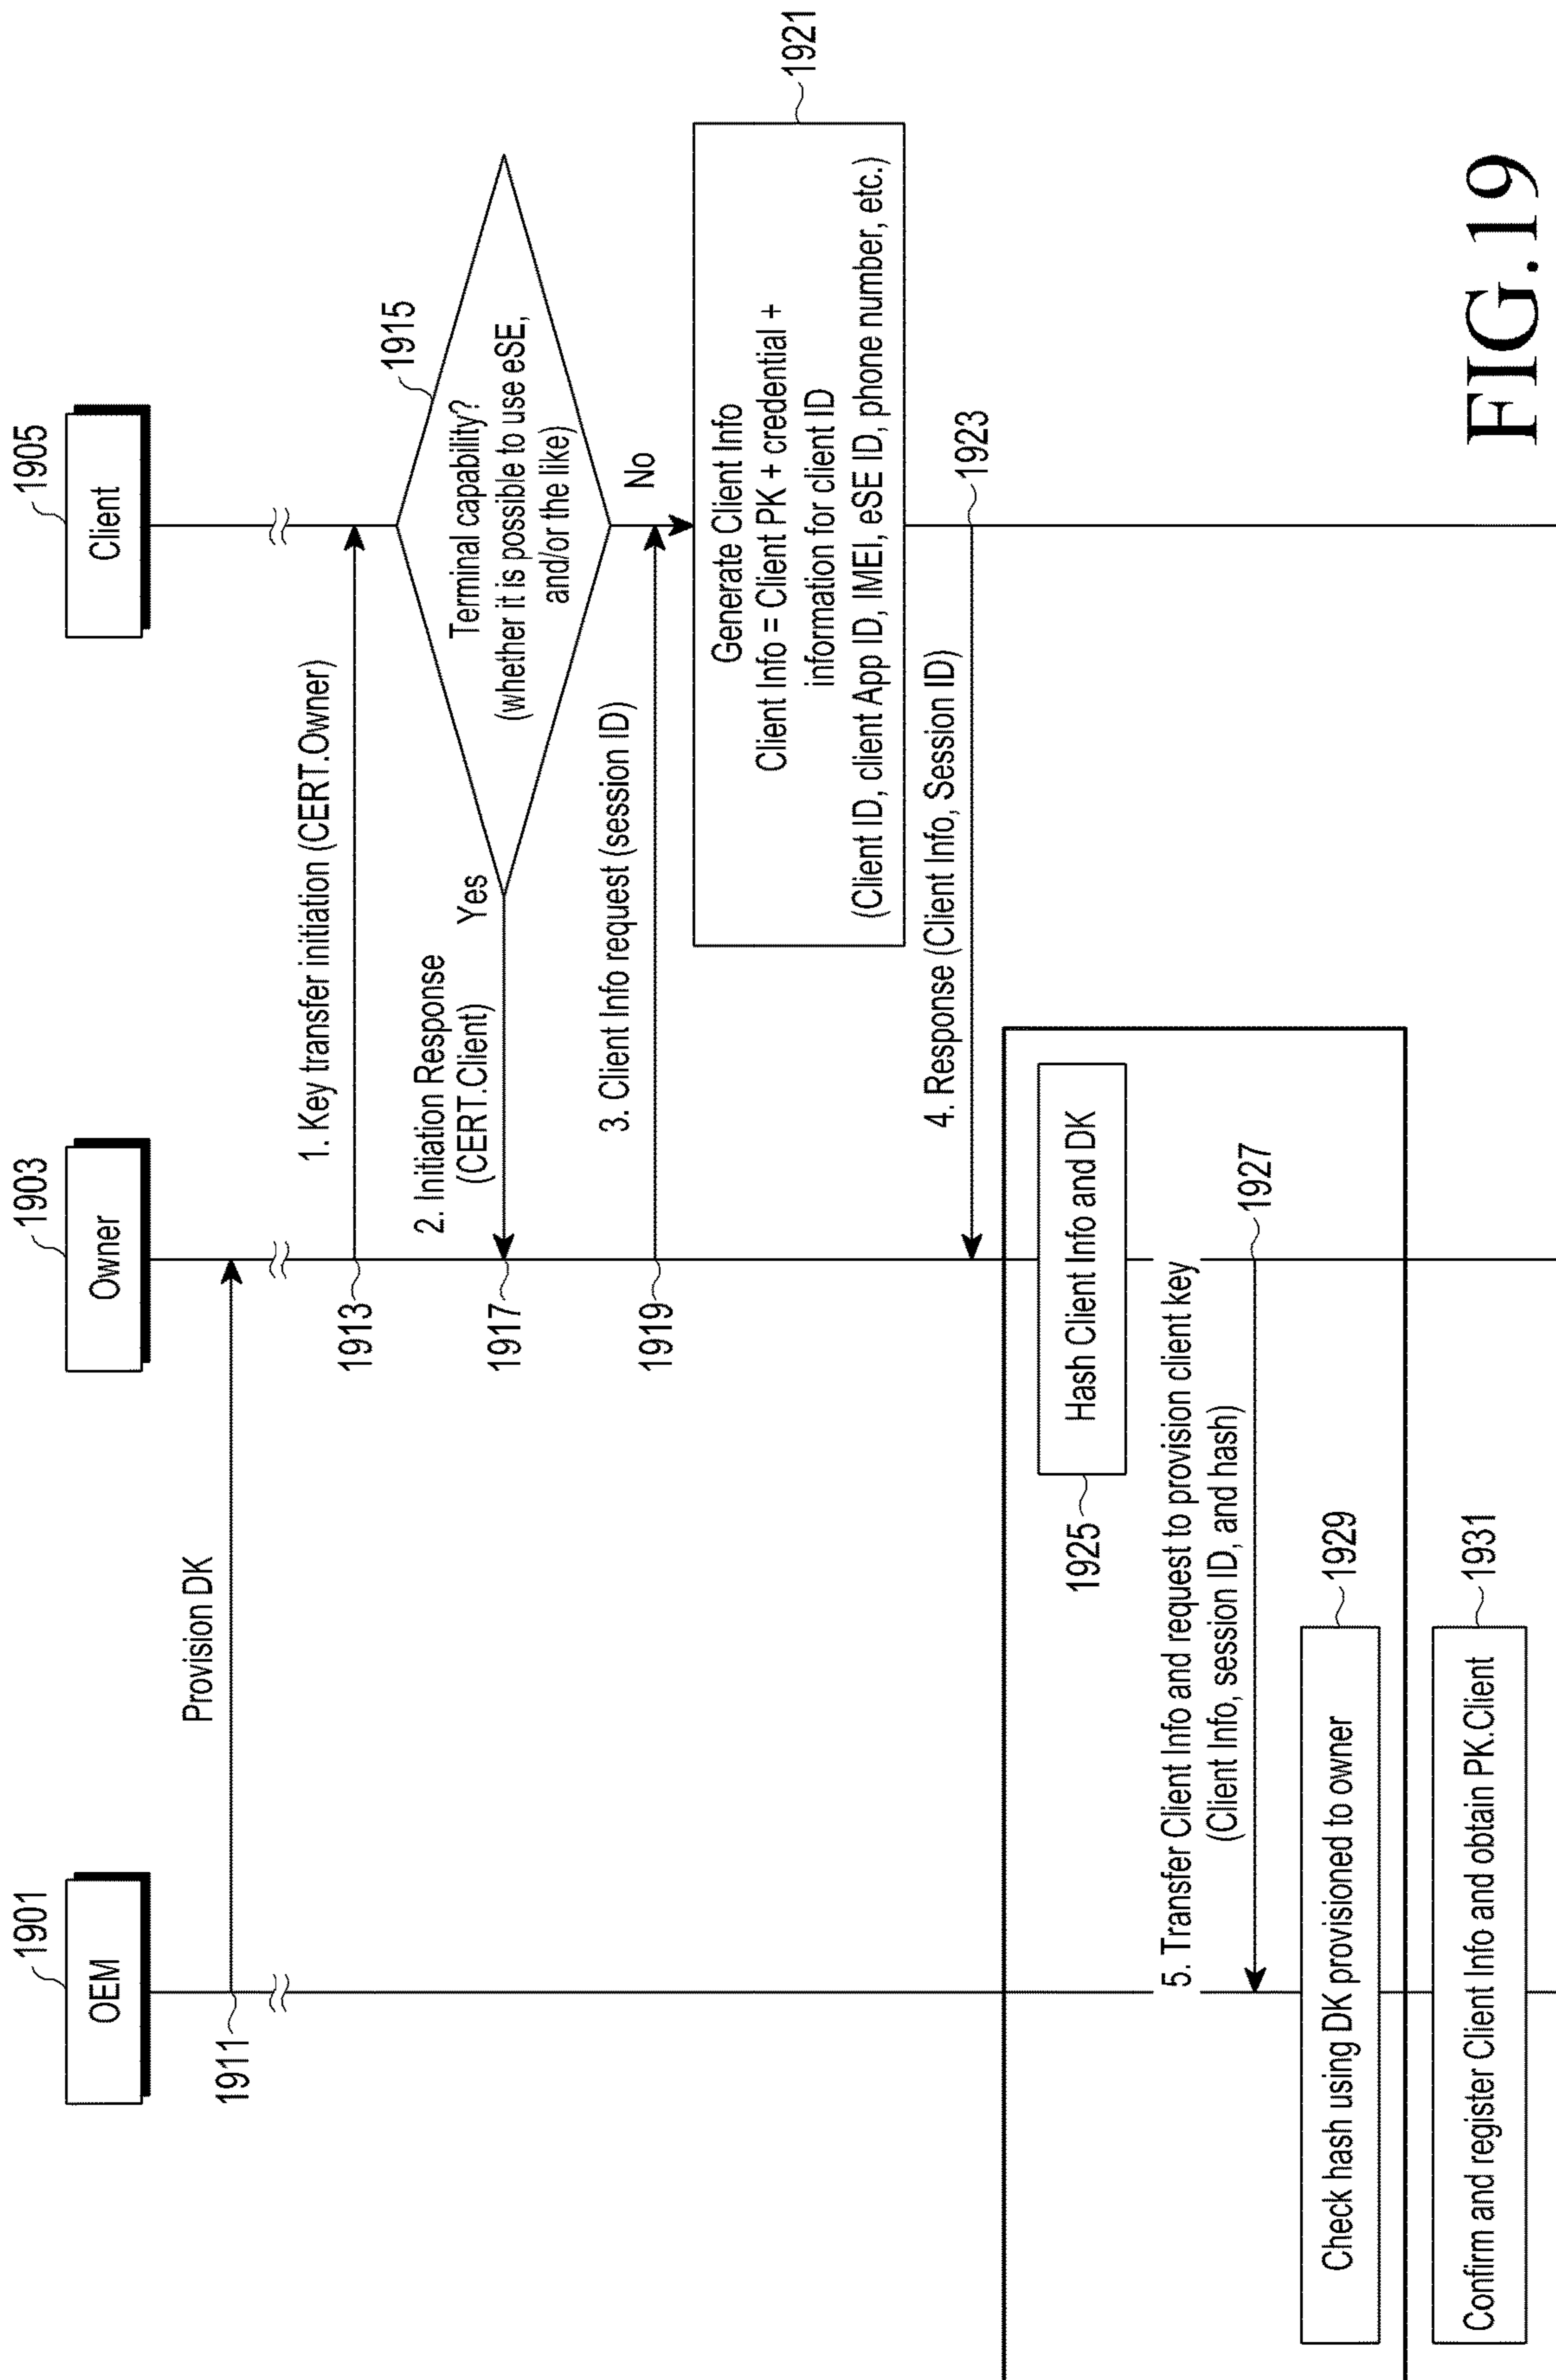 1901
OEM
1903
Owner
1905
Client
Provision DK
1911
1. Key transfer initiation (CERT.Owner)
1913
1915
Terminal capability?
(whether it is possible to use eSE,
and/or the like)
Yes
No
2. Initiation Response
(CERT.Client)
1917
3. Client Info request (session ID)
1919
Generate Client Info
Client Info = Client PK + credential +
information for client ID
(Client ID, client App ID, IMEI, eSE ID, phone number, etc.)
1921
4. Response (Client Info, Session ID)
1923
Hash Client Info and DK
1925
5. Transfer Client Info and request to provision client key
(Client Info, session ID, and hash)
1927
Check hash using DK provisioned to owner
1929
Confirm and register Client Info and obtain PK.Client
1931
FIG.19